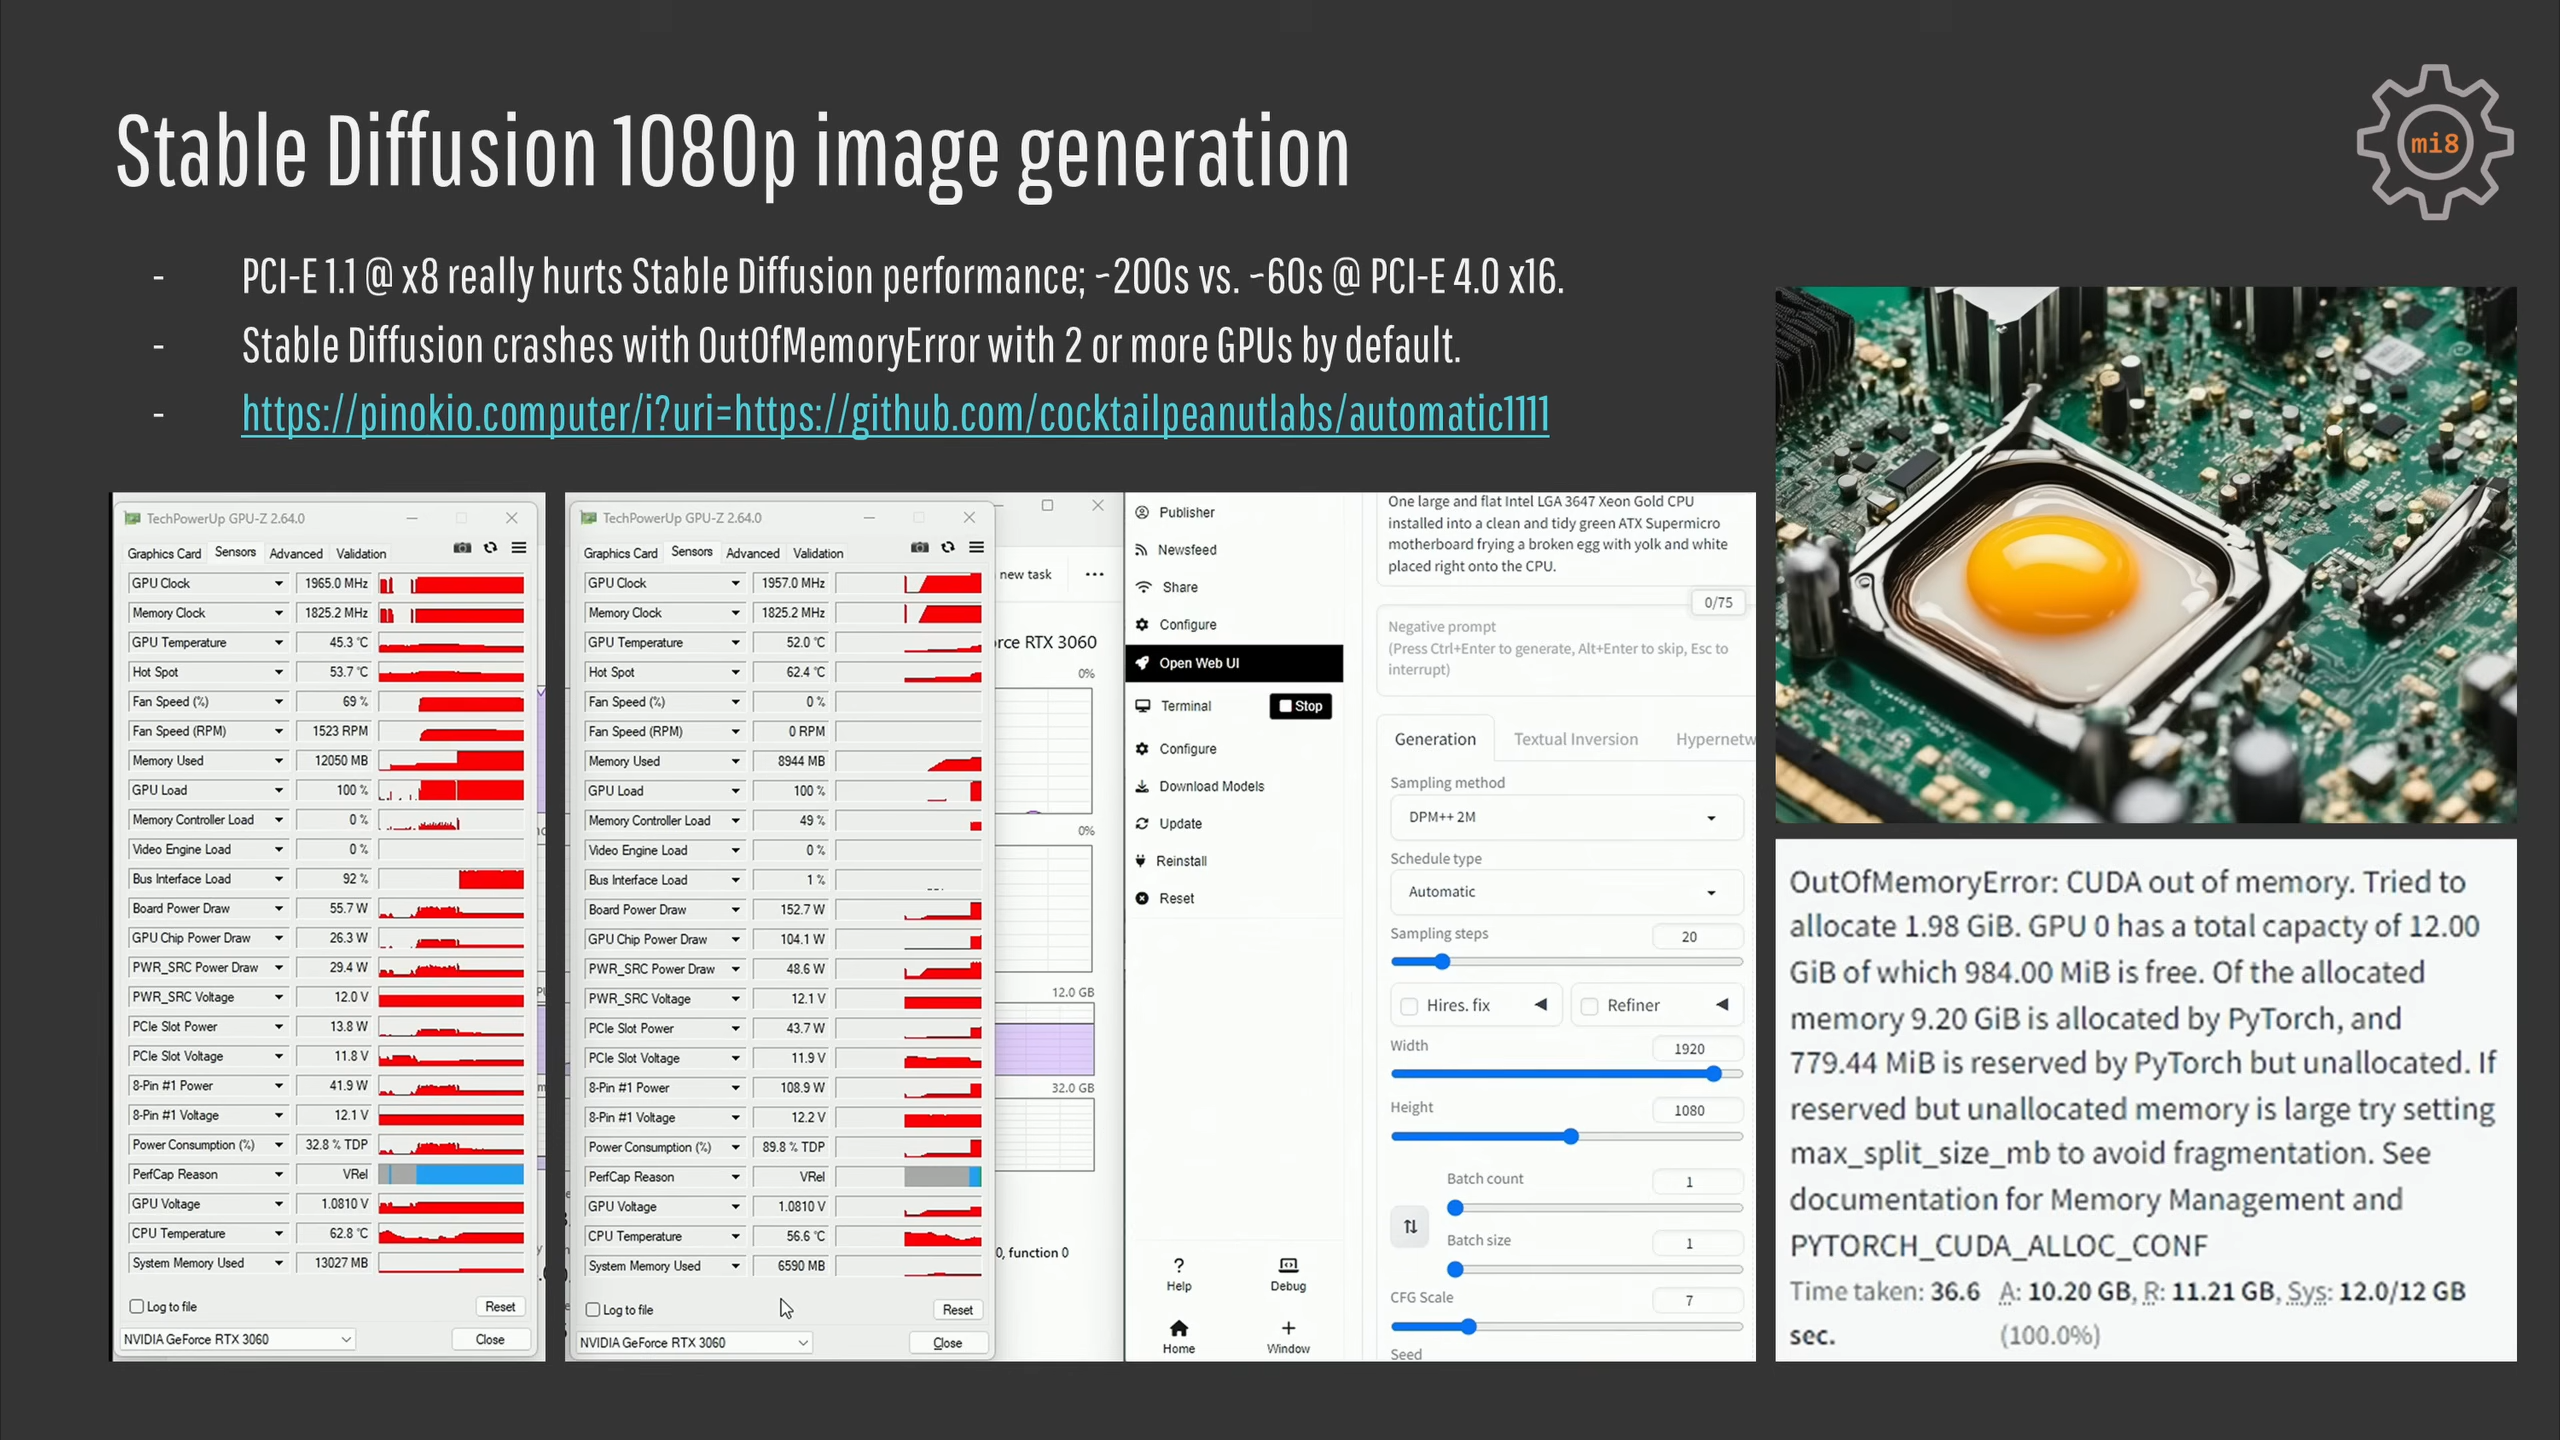 Stable Diffusion 1080p image generation
mi8
- PCI-E 1.1 @ x8 really hurts Stable Diffusion performance; ~200s vs. ~60s @ PCI-E 4.0 x16.
- Stable Diffusion crashes with OutOfMemoryError with 2 or more GPUs by default.
- https://pinokio.computer/i?uri=https://github.com/cocktailpeanutlabs/automatic1111
TechPowerUp GPU-Z 2.64.0
Graphics Card Sensors Advanced Validation
GPU Clock 1965.0 MHz
Memory Clock 1825.2 MHz
GPU Temperature 45.3 °C
Hot Spot 53.7 °C
Fan Speed (%) 69 %
Fan Speed (RPM) 1523 RPM
Memory Used 12050 MB
GPU Load 100 %
Memory Controller Load 0 %
Video Engine Load 0 %
Bus Interface Load 92 %
Board Power Draw 55.7 W
GPU Chip Power Draw 26.3 W
PWR_SRC Power Draw 29.4 W
PWR_SRC Voltage 12.0 V
PCIe Slot Power 13.8 W
PCIe Slot Voltage 11.8 V
8-Pin #1 Power 41.9 W
8-Pin #1 Voltage 12.1 V
Power Consumption (%) 32.8 % TDP
PerfCap Reason VRel
GPU Voltage 1.0810 V
CPU Temperature 62.8 °C
System Memory Used 13027 MB
Log to file Reset
NVIDIA GeForce RTX 3060 Close
TechPowerUp GPU-Z 2.64.0
Graphics Card Sensors Advanced Validation
GPU Clock 1957.0 MHz
Memory Clock 1825.2 MHz
GPU Temperature 52.0 °C
Hot Spot 62.4 °C
Fan Speed (%) 0 %
Fan Speed (RPM) 0 RPM
Memory Used 8944 MB
GPU Load 100 %
Memory Controller Load 49 %
Video Engine Load 0 %
Bus Interface Load 1 %
Board Power Draw 152.7 W
GPU Chip Power Draw 104.1 W
PWR_SRC Power Draw 48.6 W
PWR_SRC Voltage 12.1 V
PCIe Slot Power 43.7 W
PCIe Slot Voltage 11.9 V
8-Pin #1 Power 108.9 W
8-Pin #1 Voltage 12.2 V
Power Consumption (%) 89.8 % TDP
PerfCap Reason VRel
GPU Voltage 1.0810 V
CPU Temperature 56.6 °C
System Memory Used 6590 MB
Log to file Reset
NVIDIA GeForce RTX 3060 Close
new task ...
rce RTX 3060
0%
0%
12.0 GB
32.0 GB
0, function 0
Publisher
Newsfeed
Share
Configure
Open Web UI
Terminal Stop
Configure
Download Models
Update
Reinstall
Reset
Help Debug
Home Window
One large and flat Intel LGA 3647 Xeon Gold CPU
installed into a clean and tidy green ATX Supermicro
motherboard frying a broken egg with yolk and white
placed right onto the CPU.
0/75
Negative prompt
(Press Ctrl+Enter to generate, Alt+Enter to skip, Esc to
interrupt)
Generation Textual Inversion Hypernetw
Sampling method
DPM++ 2M
Schedule type
Automatic
Sampling steps 20
Hires. fix Refiner
Width 1920
Height 1080
Batch count 1
Batch size 1
CFG Scale 7
Seed
OutOfMemoryError: CUDA out of memory. Tried to
allocate 1.98 GiB. GPU 0 has a total capacty of 12.00
GiB of which 984.00 MiB is free. Of the allocated
memory 9.20 GiB is allocated by PyTorch, and
779.44 MiB is reserved by PyTorch but unallocated. If
reserved but unallocated memory is large try setting
max_split_size_mb to avoid fragmentation. See
documentation for Memory Management and
PYTORCH_CUDA_ALLOC_CONF
Time taken: 36.6 A: 10.20 GB, R: 11.21 GB, Sys: 12.0/12 GB
sec. (100.0%)